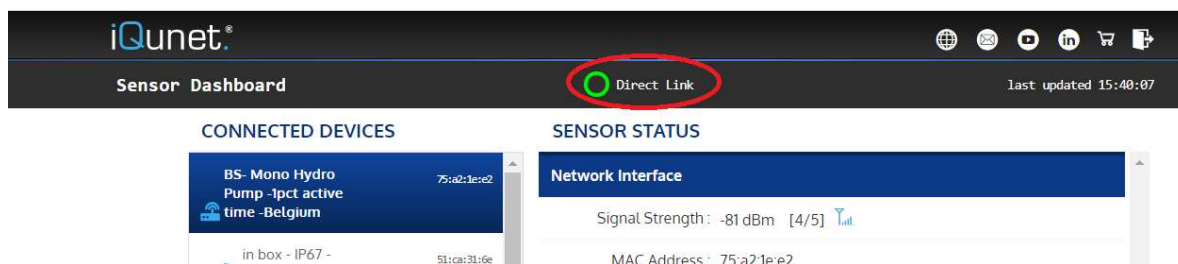 iQunet.®
Sensor Dashboard
Direct Link
last updated 15:40:07
CONNECTED DEVICES
BS- Mono Hydro
Pump -1pct active
time -Belgium
75:a2:1e:e2
in box - IP67 -
51:ca:31:6e
SENSOR STATUS
Network Interface
Signal Strength : -81 dBm [4/5]
MAC Address : 75:a2:1e:e2